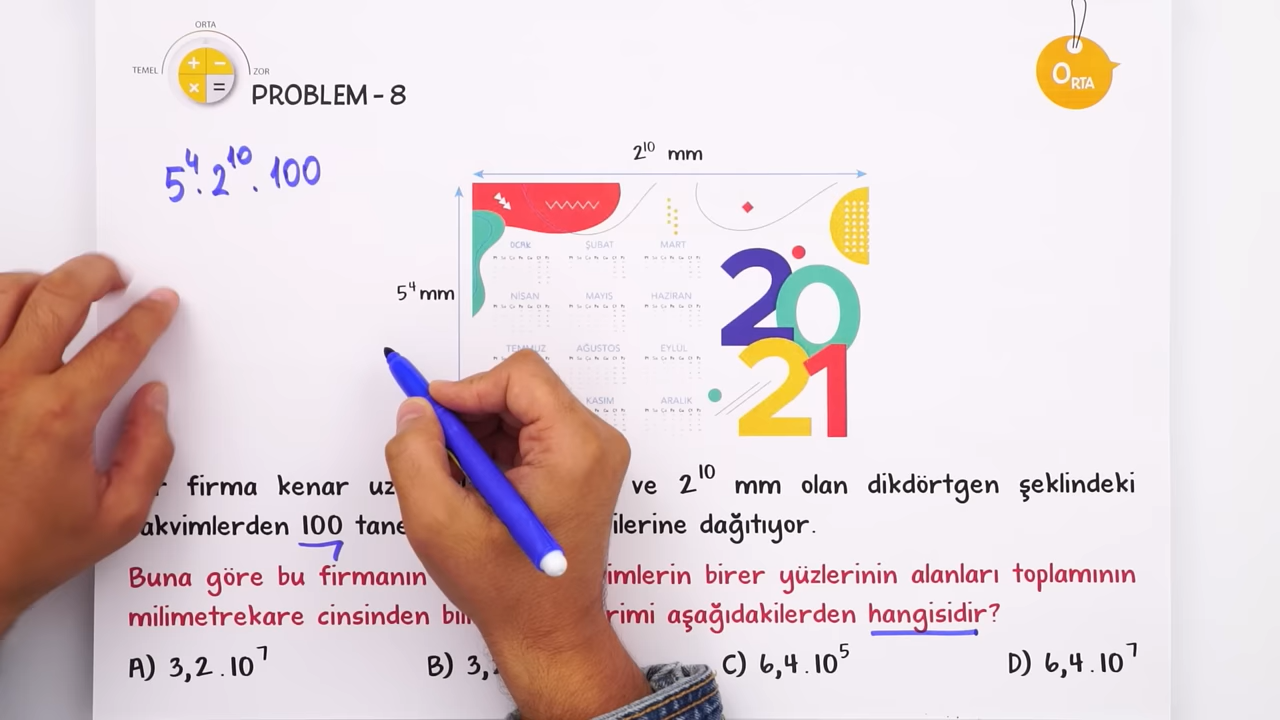 ORTA
TEMEL
ZOR
+ − × =
PROBLEM - 8
ORTA
5⁴ . 2¹⁰ . 100
2¹⁰ mm
5⁴ mm
OCAK ŞUBAT MART
NİSAN MAYIS HAZİRAN
TEMMUZ AĞUSTOS EYLÜL
KASIM ARALIK
2021
firma kenar uz ve 2¹⁰ mm olan dikdörtgen şeklindeki
akvimlerden 100 tane ilerine dağıtıyor.
Buna göre bu firmanın imlerin birer yüzlerinin alanları toplamının
milimetrekare cinsinden bili rimi aşağıdakilerden hangisidir?
A) 3,2 . 10⁷ B) 3, C) 6,4 . 10⁵ D) 6,4 . 10⁷